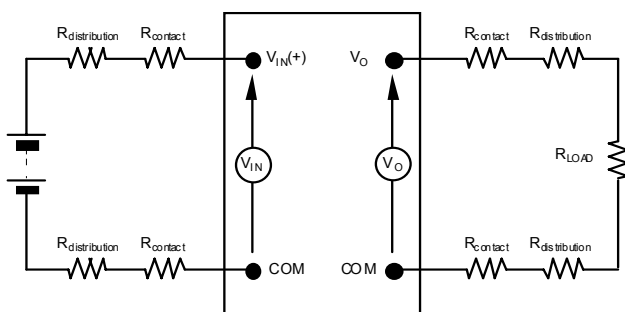 Rdistribution Rcontact Rcontact Rdistribution
VIN(+) VO
VIN VO RLOAD
Rdistribution Rcontact Rcontact Rdistribution
COM COM